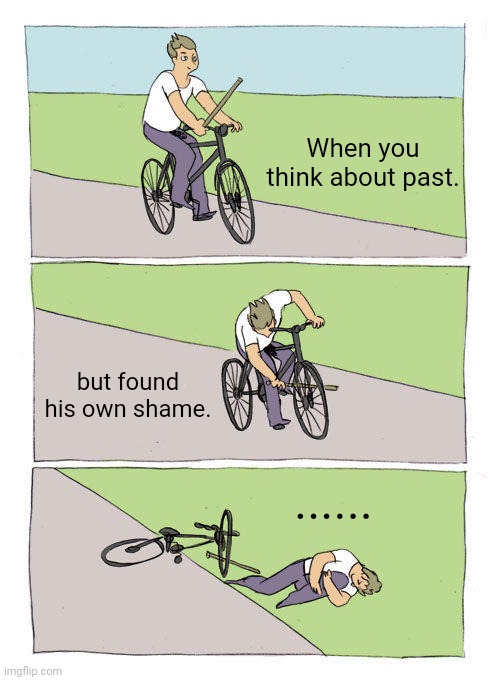 When you
think about past.
but found
his own shame.
......
imgflip.com